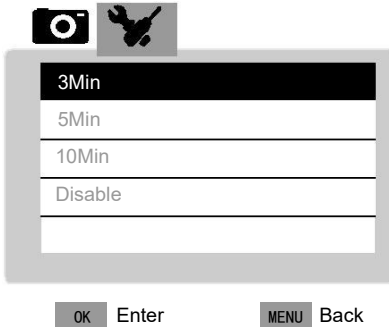 3Min
5Min
10Min
Disable
OK Enter MENU Back